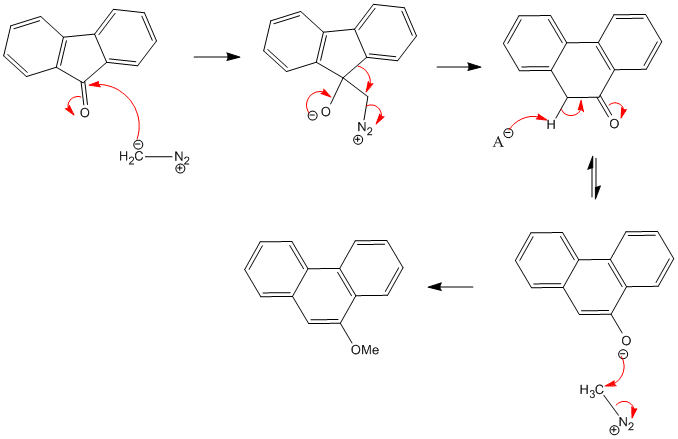 O
⊖
H₂C—N₂
⊕
O
⊖
N₂
⊕
A⊖
H
O
OMe
O
⊖
H₃C
N₂
⊕